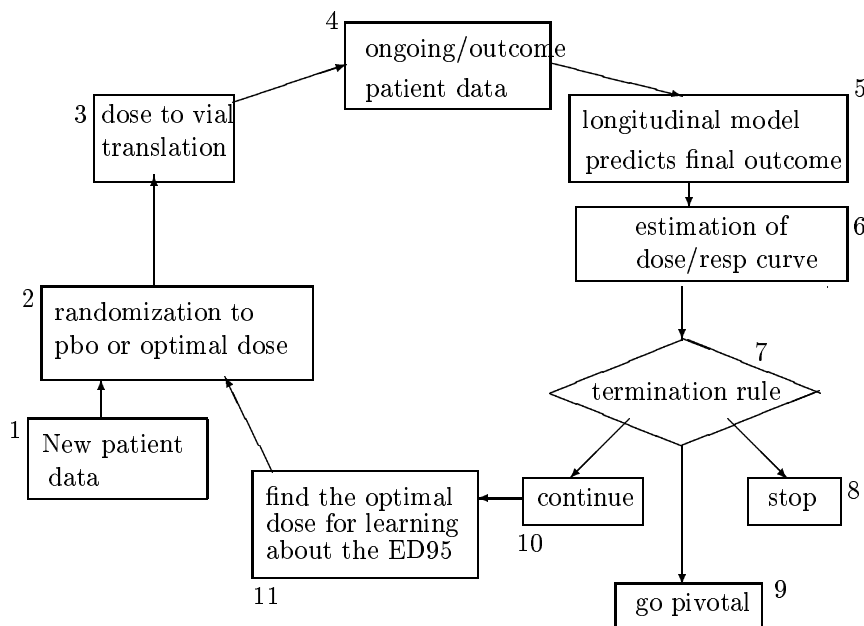 4
ongoing/outcome
patient data
3
dose to vial
translation
5
longitudinal model
predicts final outcome
6
estimation of
dose/resp curve
2
randomization to
pbo or optimal dose
7
termination rule
1
New patient
data
11
find the optimal
dose for learning
about the ED95
10
continue
8
stop
9
go pivotal